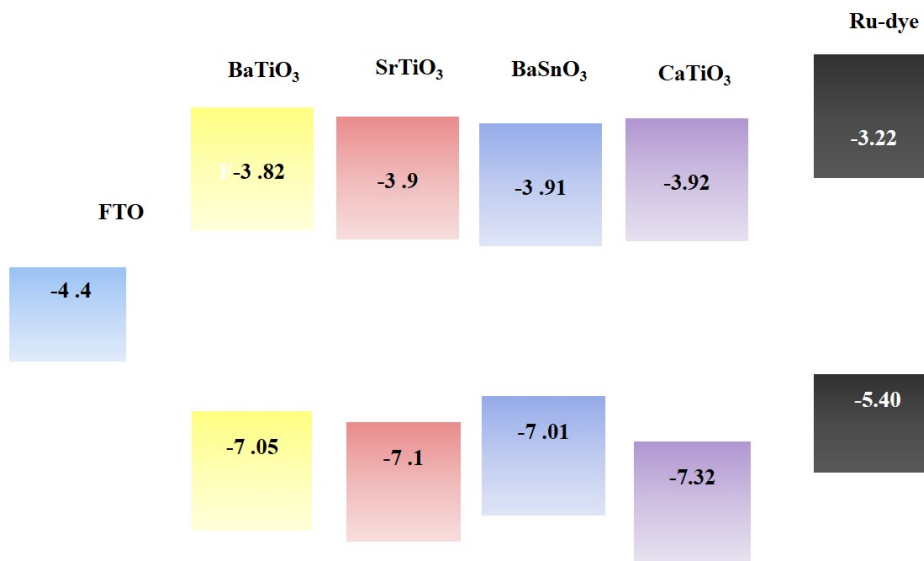 Ru-dye
BaTiO₃
SrTiO₃
BaSnO₃
CaTiO₃
-3.22
-3 .82
-3 .9
-3 .91
-3.92
FTO
-4 .4
-5.40
-7 .05
-7 .1
-7 .01
-7.32